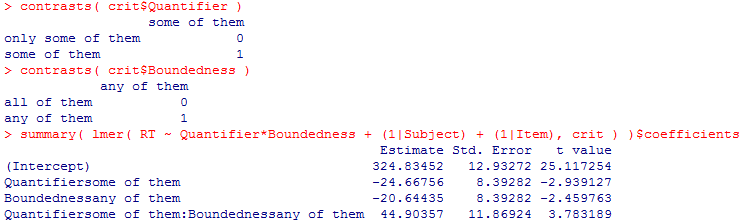 > contrasts( crit$Quantifier )
some of them
only some of them 0
some of them 1
> contrasts( crit$Boundedness )
any of them
all of them 0
any of them 1
> summary( lmer( RT ~ Quantifier*Boundedness + (1|Subject) + (1|Item), crit ) )$coefficients
Estimate Std. Error t value
(Intercept) 324.83452 12.93272 25.117254
Quantifiersome of them -24.66756 8.39282 -2.939127
Boundednessany of them -20.64435 8.39282 -2.459763
Quantifiersome of them:Boundednessany of them 44.90357 11.86924 3.783189